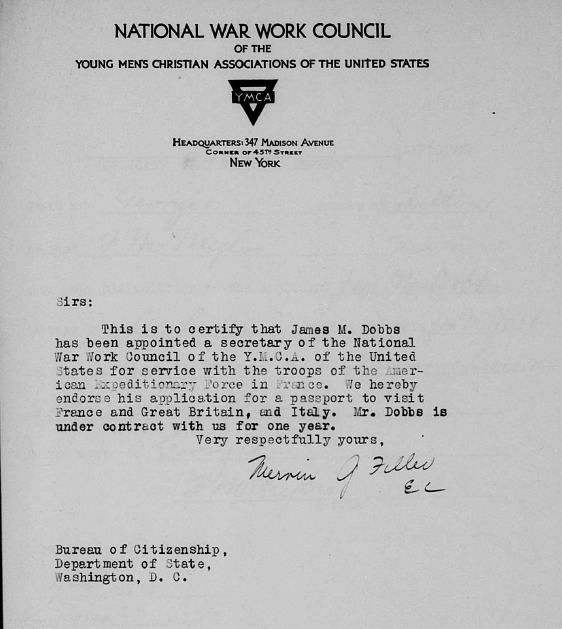 NATIONAL WAR WORK COUNCIL
OF THE
YOUNG MEN'S CHRISTIAN ASSOCIATIONS OF THE UNITED STATES
YMCA
HEADQUARTERS: 347 MADISON AVENUE
CORNER OF 45TH STREET
NEW YORK
Sirs:
This is to certify that James M. Dobbs
has been appointed a secretary of the National
War Work Council of the Y.M.C.A. of the United
States for service with the troops of the Amer-
ican Expeditionary Force in France. We hereby
endorse his application for a passport to visit
France and Great Britain, and Italy. Mr. Dobbs is
under contract with us for one year.
Very respectfully yours,
Mervin J
Bureau of Citizenship,
Department of State,
Washington, D. C.